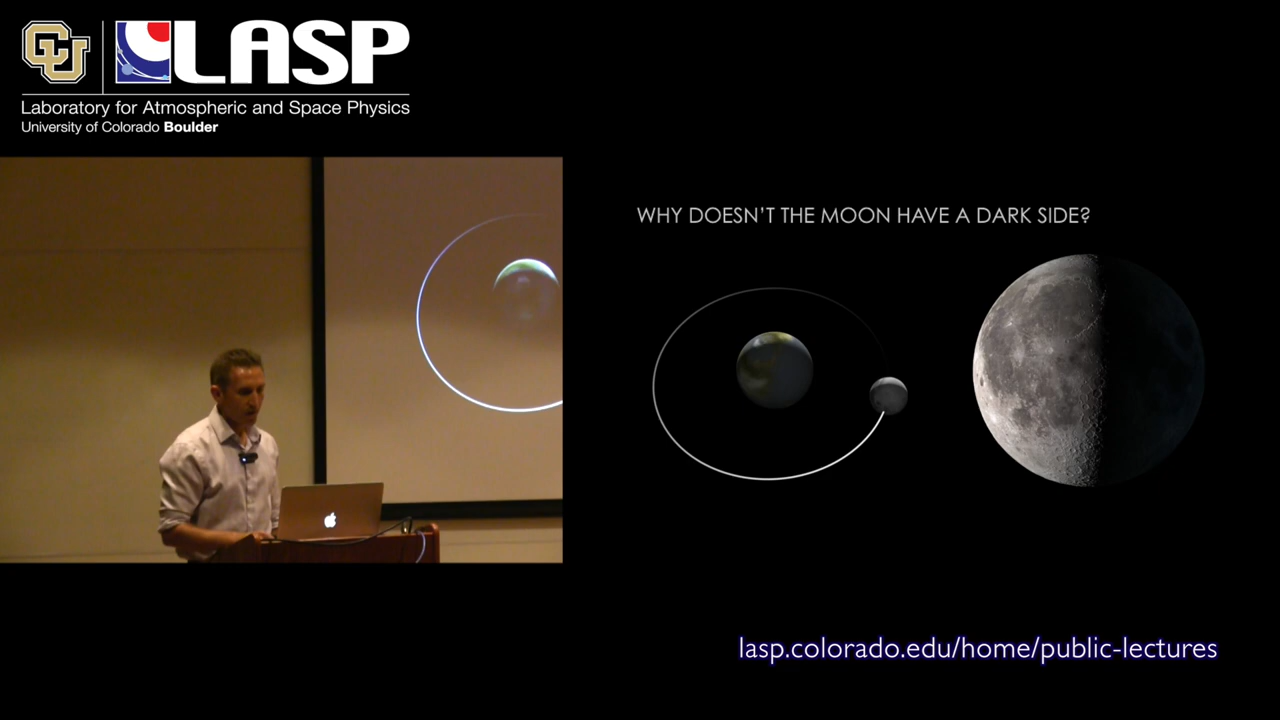 CU
LASP
Laboratory for Atmospheric and Space Physics
University of Colorado Boulder
WHY DOESN'T THE MOON HAVE A DARK SIDE?
lasp.colorado.edu/home/public-lectures